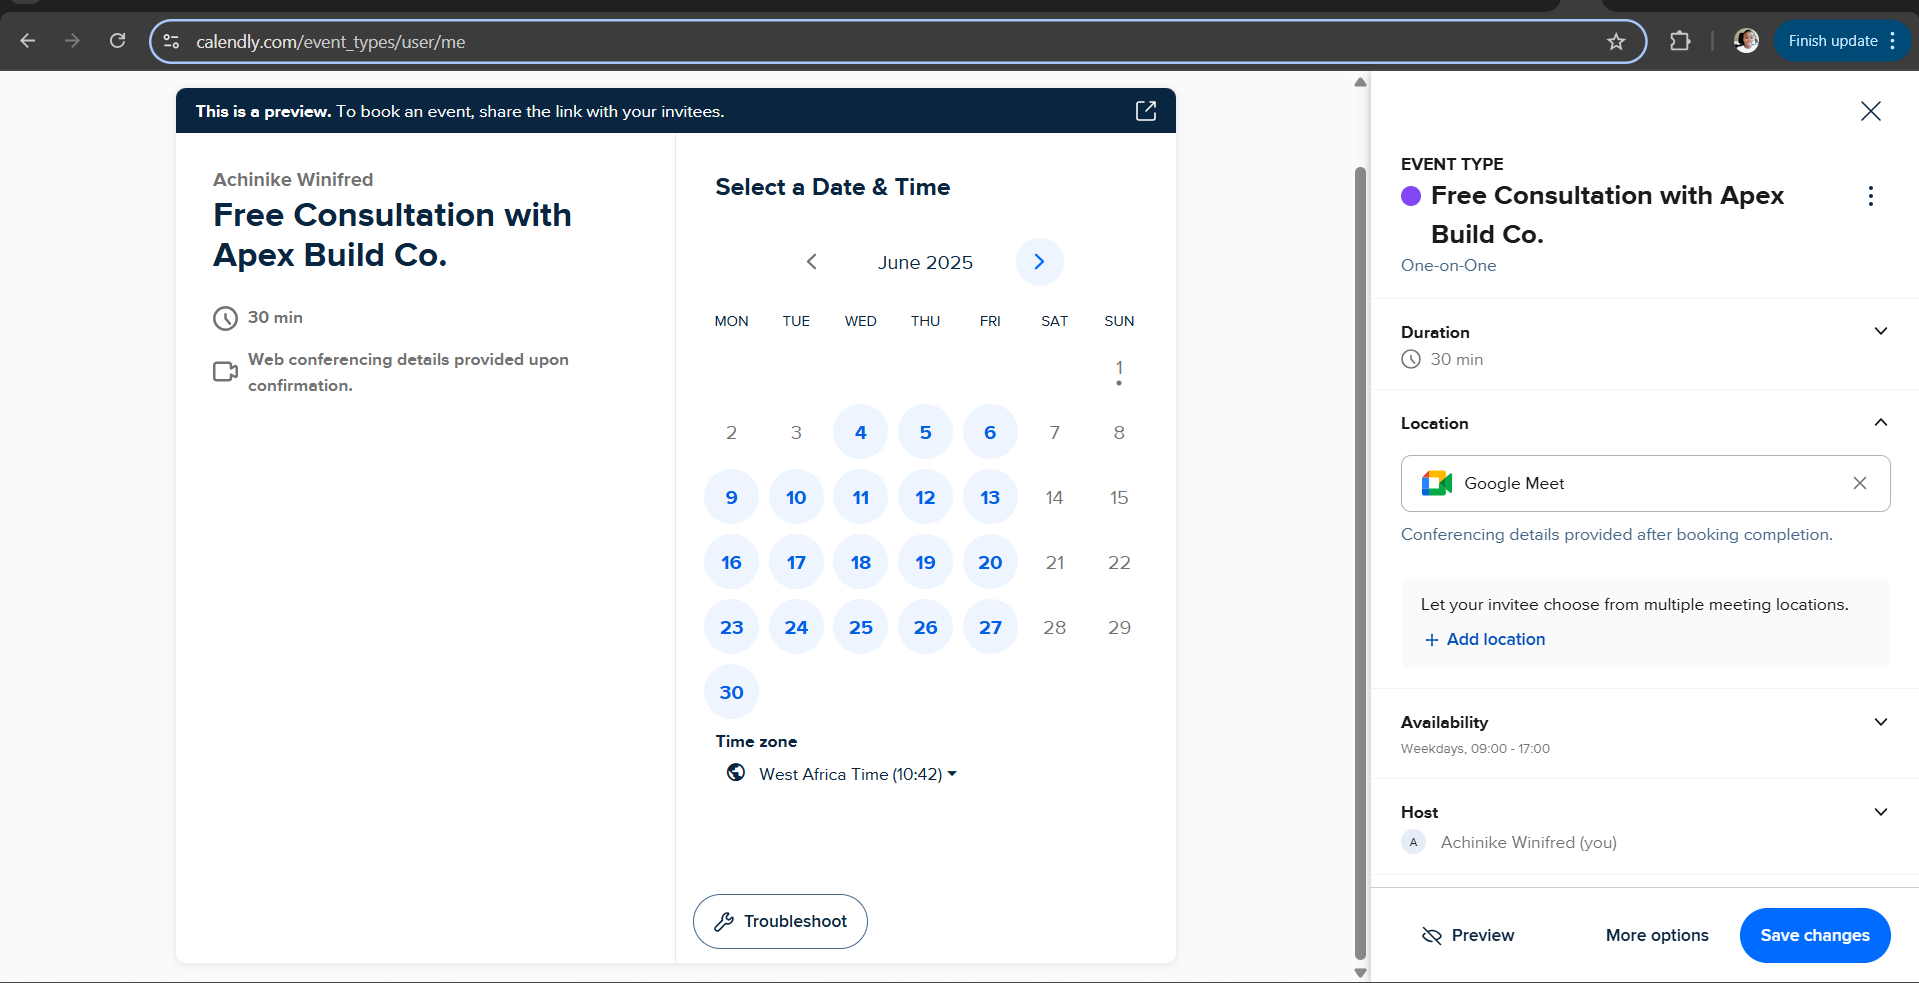 calendly.com/event_types/user/me
Finish update
This is a preview. To book an event, share the link with your invitees.
Achinike Winifred
Free Consultation with
Apex Build Co.
30 min
Web conferencing details provided upon
confirmation.
Select a Date & Time
June 2025
MON TUE WED THU FRI SAT SUN
1
2 3 4 5 6 7 8
9 10 11 12 13 14 15
16 17 18 19 20 21 22
23 24 25 26 27 28 29
30
Time zone
West Africa Time (10:42)
Troubleshoot
EVENT TYPE
Free Consultation with Apex
Build Co.
One-on-One
Duration
30 min
Location
Google Meet
Conferencing details provided after booking completion.
Let your invitee choose from multiple meeting locations.
+ Add location
Availability
Weekdays, 09:00 - 17:00
Host
A Achinike Winifred (you)
Preview
More options
Save changes